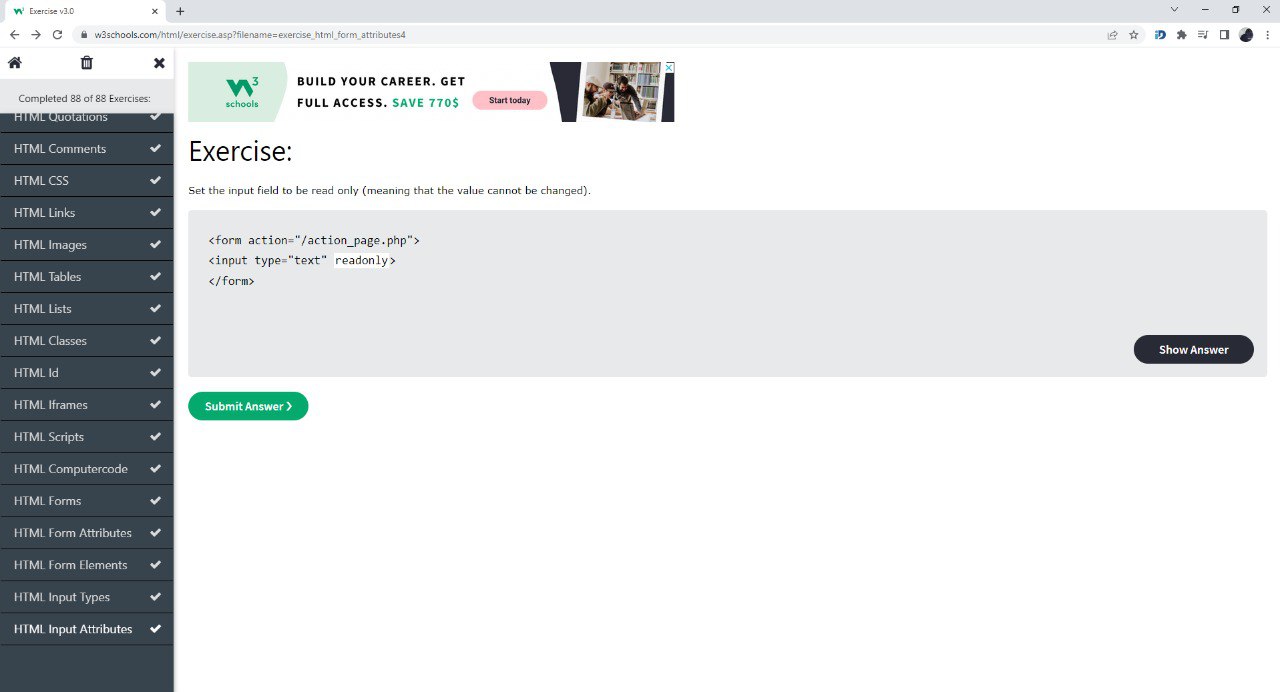 Exercise v3.0
w3schools.com/html/exercise.asp?filename=exercise_html_form_attributes4
Completed 88 of 88 Exercises:
HTML Quotations
HTML Comments
HTML CSS
HTML Links
HTML Images
HTML Tables
HTML Lists
HTML Classes
HTML Id
HTML Iframes
HTML Scripts
HTML Computercode
HTML Forms
HTML Form Attributes
HTML Form Elements
HTML Input Types
HTML Input Attributes
W3
schools
BUILD YOUR CAREER. GET
FULL ACCESS. SAVE 770$
Start today
Exercise:
Set the input field to be read only (meaning that the value cannot be changed).
<form action="/action_page.php">
<input type="text" readonly>
</form>
Show Answer
Submit Answer ❯